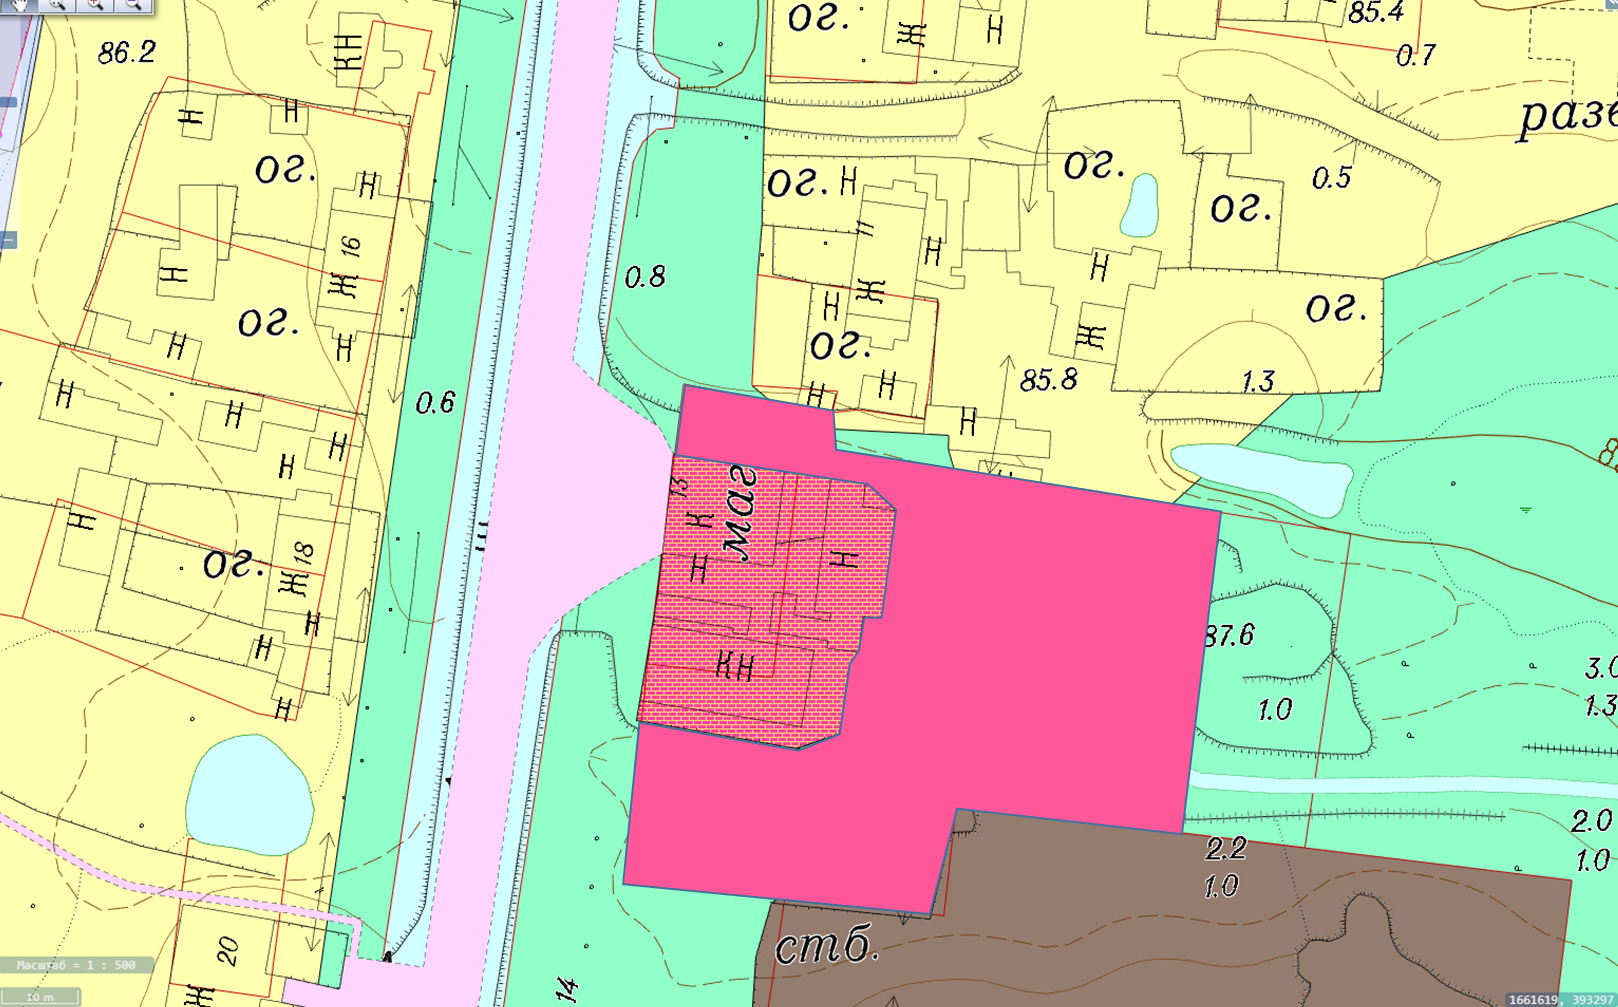 86.2
КН
ог.
Н
85.4
0.7
разв
Н
Н
ог.
Н
Ж
ог.
Н
11
Н
ог.
ог.
0.5
16
Н
Ж
ог.
Н
Н
0.8
Н
Ж
ог.
Н
Н
Н
Ж
ог.
1.3
85.8
Н
0.6
Н
Н
Н
Н
Н
ог.
18
Ж
Н
Н
Н
13
маг
К
Н
Н
КН
87.6
1.0
3.0
1.3
2.0
1.0
2.2
1.0
стб.
20
Ж
14
Масштаб = 1 : 500
10 m
1661619, 393297